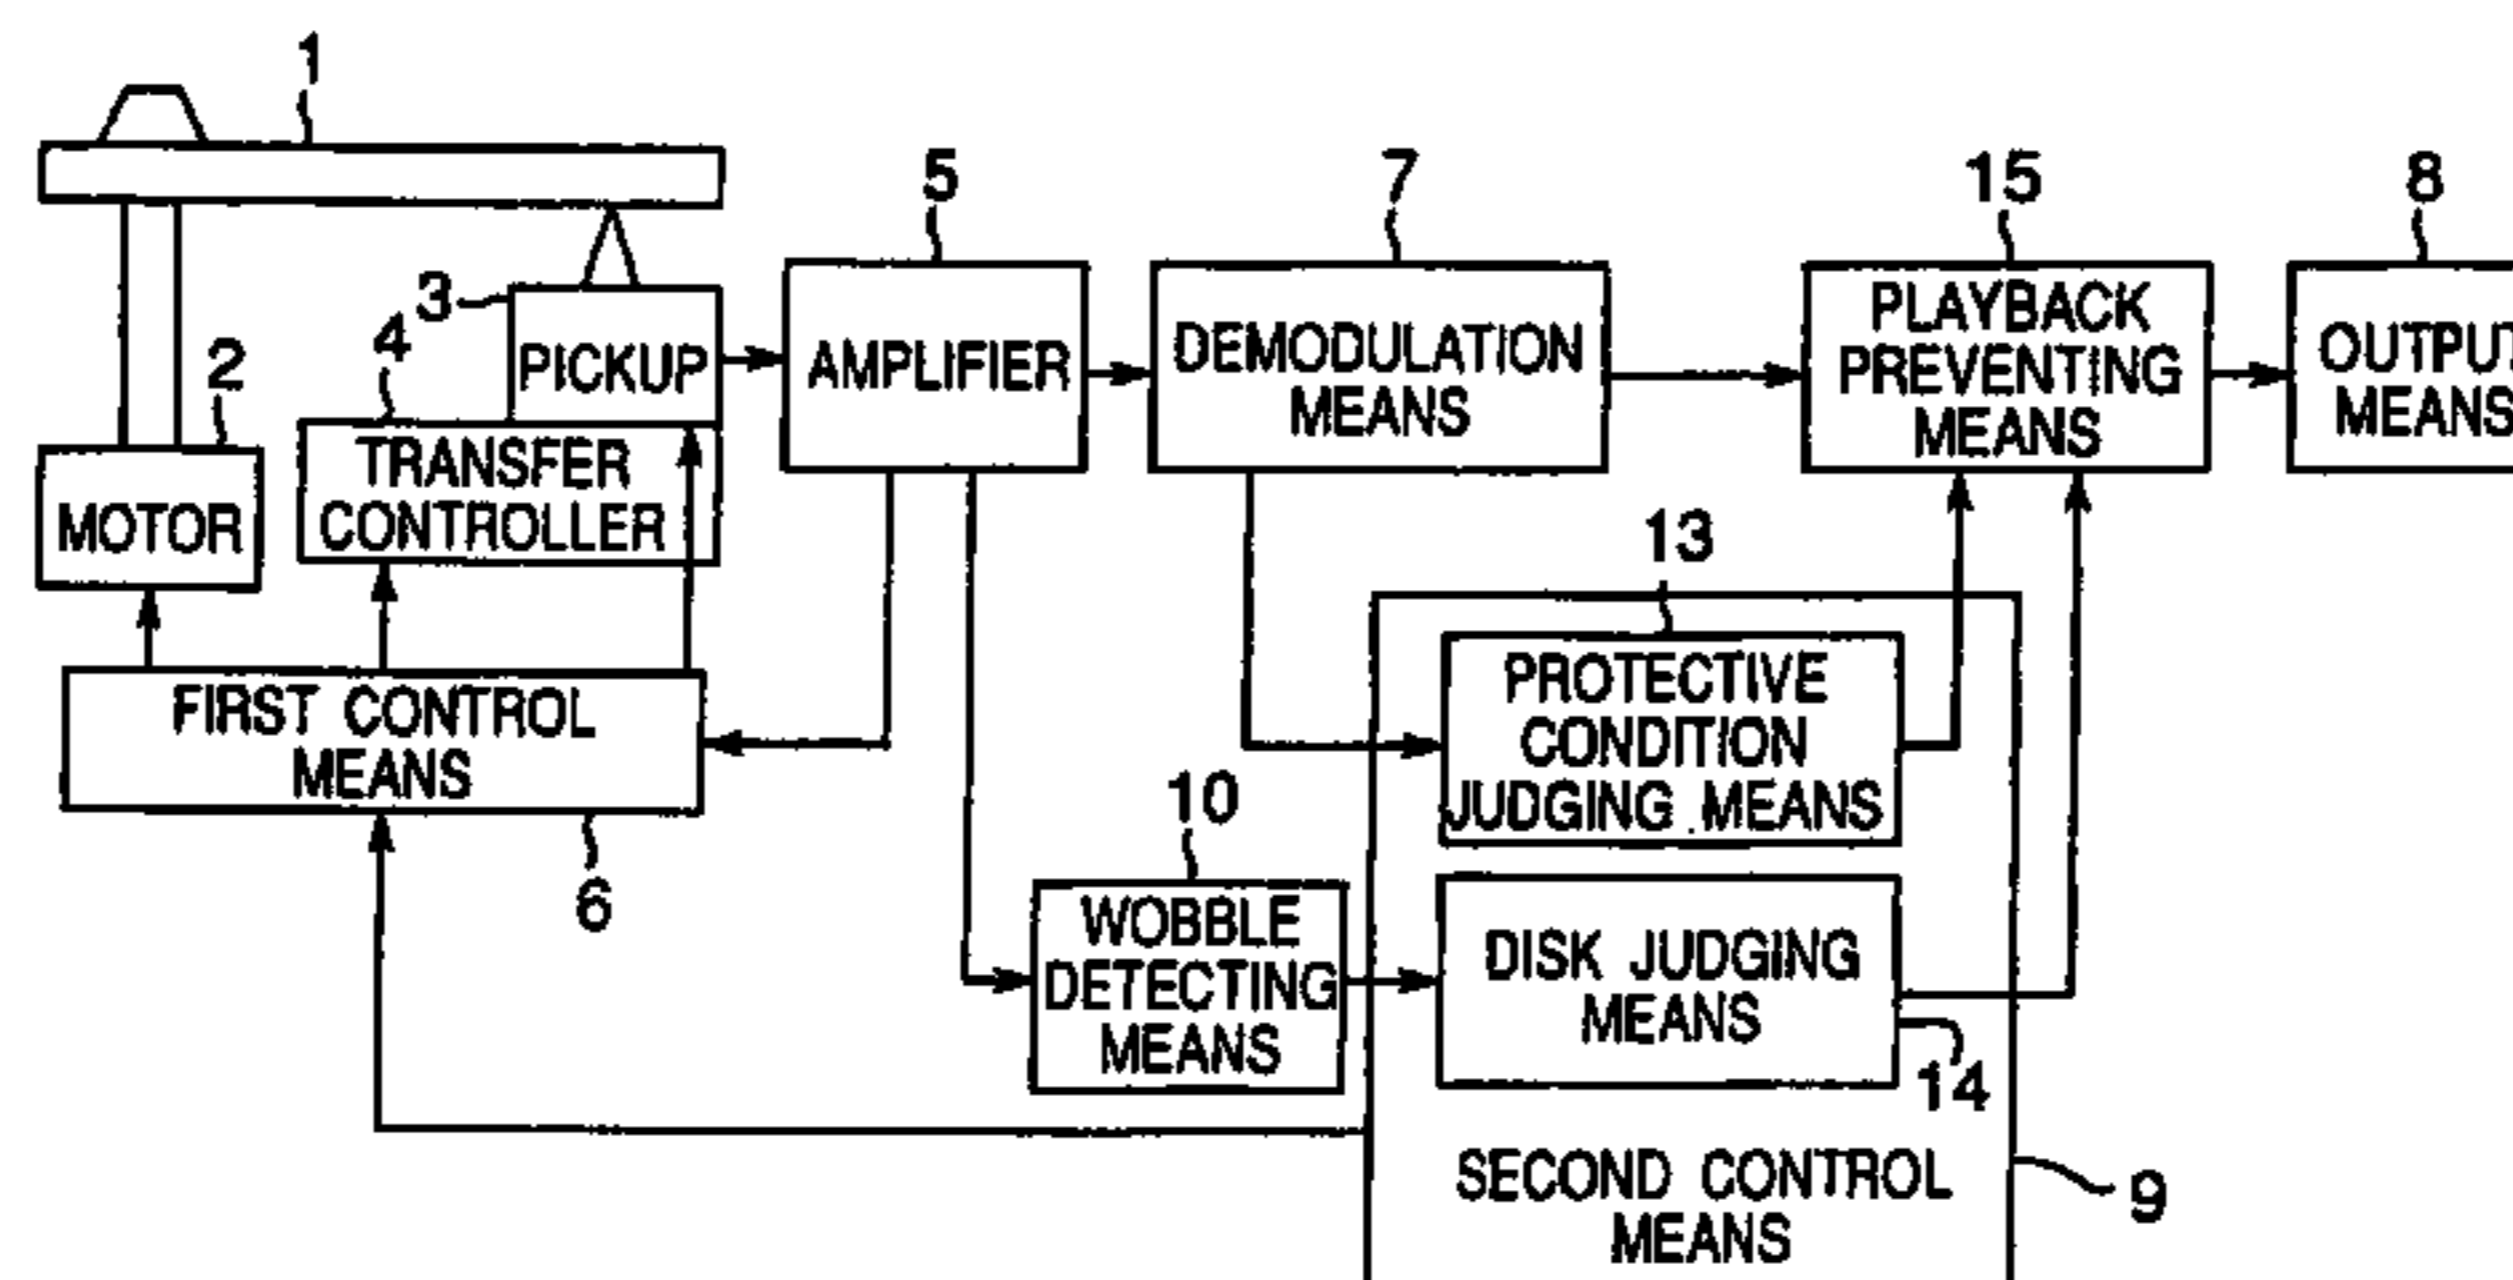 1
5
7
15
8
3
PICKUP
4
2
AMPLIFIER
DEMODULATION
MEANS
PLAYBACK
PREVENTING
MEANS
OUTPUT
MEANS
TRANSFER
CONTROLLER
MOTOR
13
FIRST CONTROL
MEANS
6
PROTECTIVE
CONDITION
JUDGING MEANS
10
WOBBLE
DETECTING
MEANS
DISK JUDGING
MEANS
14
SECOND CONTROL
MEANS
9